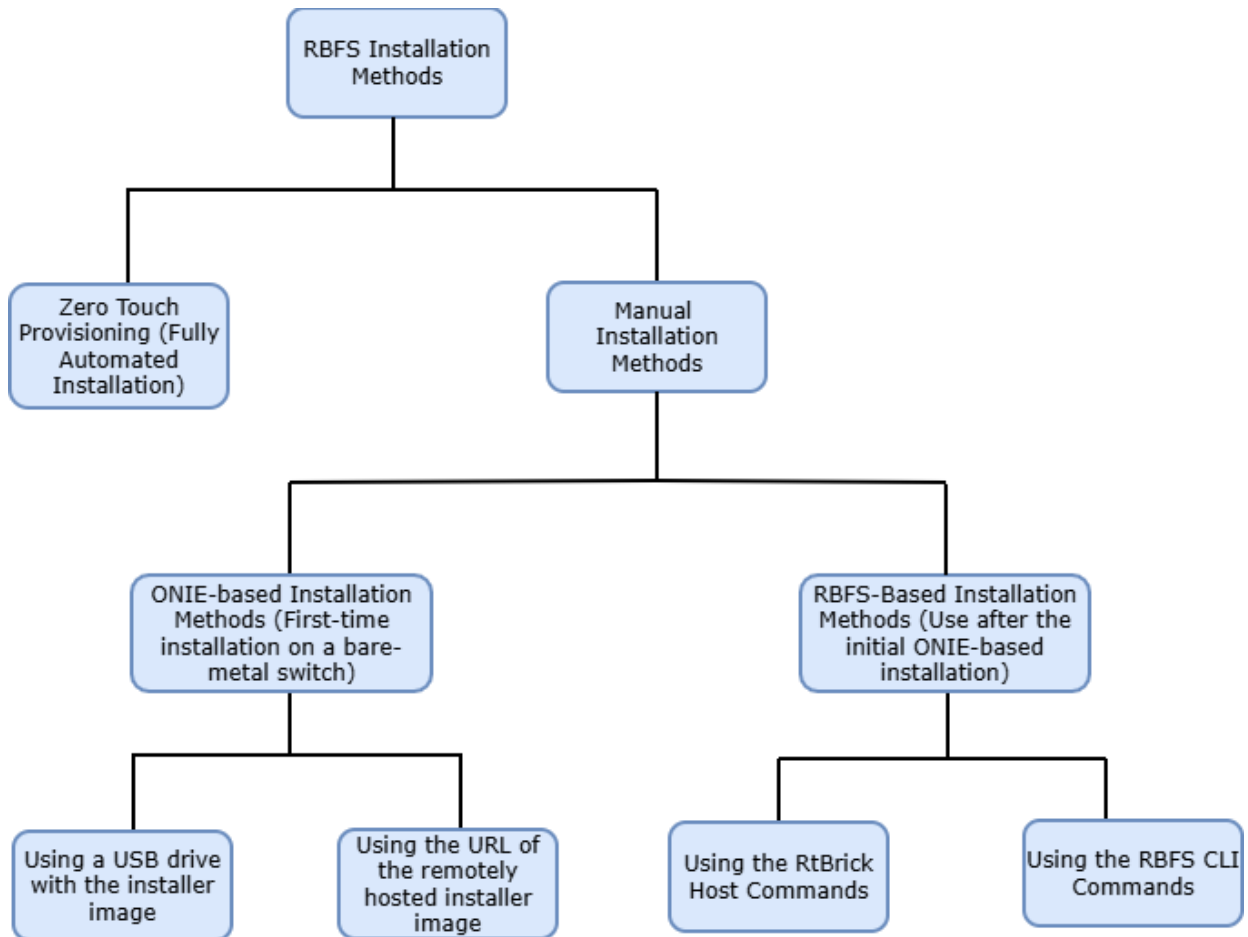 RBFS Installation
Methods
Zero Touch
Provisioning (Fully
Automated
Installation)
Manual
Installation
Methods
ONIE-based Installation
Methods (First-time
installation on a bare-
metal switch)
RBFS-Based Installation
Methods (Use after the
initial ONIE-based
installation)
Using a USB drive
with the installer
image
Using the URL of
the remotely
hosted installer
image
Using the RtBrick
Host Commands
Using the RBFS CLI
Commands